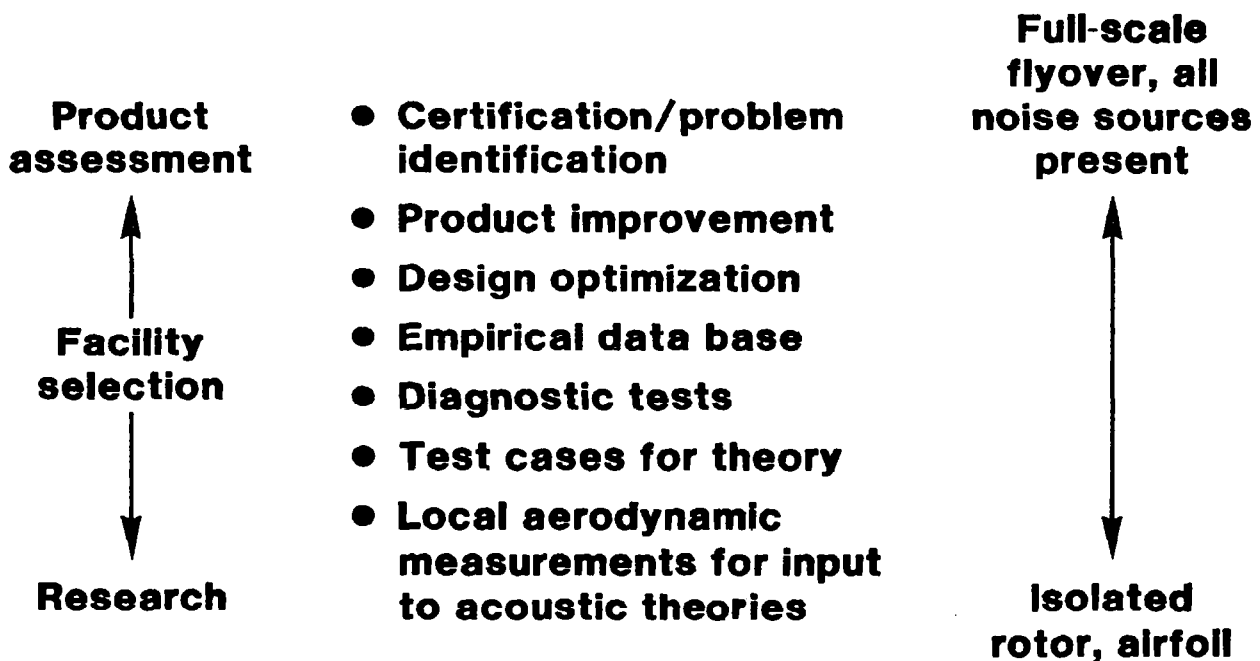 Product
assessment
Facility
selection
Research
● Certification/problem
identification
● Product improvement
● Design optimization
● Empirical data base
● Diagnostic tests
● Test cases for theory
● Local aerodynamic
measurements for input
to acoustic theories
Full-scale
flyover, all
noise sources
present
Isolated
rotor, airfoil